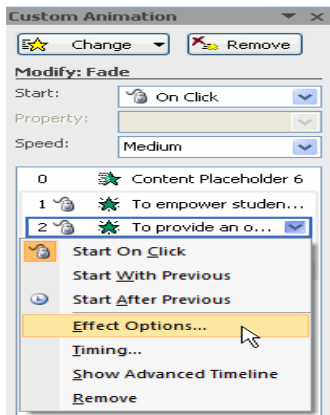 Custom Animation
Change Remove
Modify: Fade
Start: On Click
Property:
Speed: Medium
0 Content Placeholder 6
1 To empower studen...
2 To provide an o...
Start On Click
Start With Previous
Start After Previous
Effect Options...
Timing...
Show Advanced Timeline
Remove